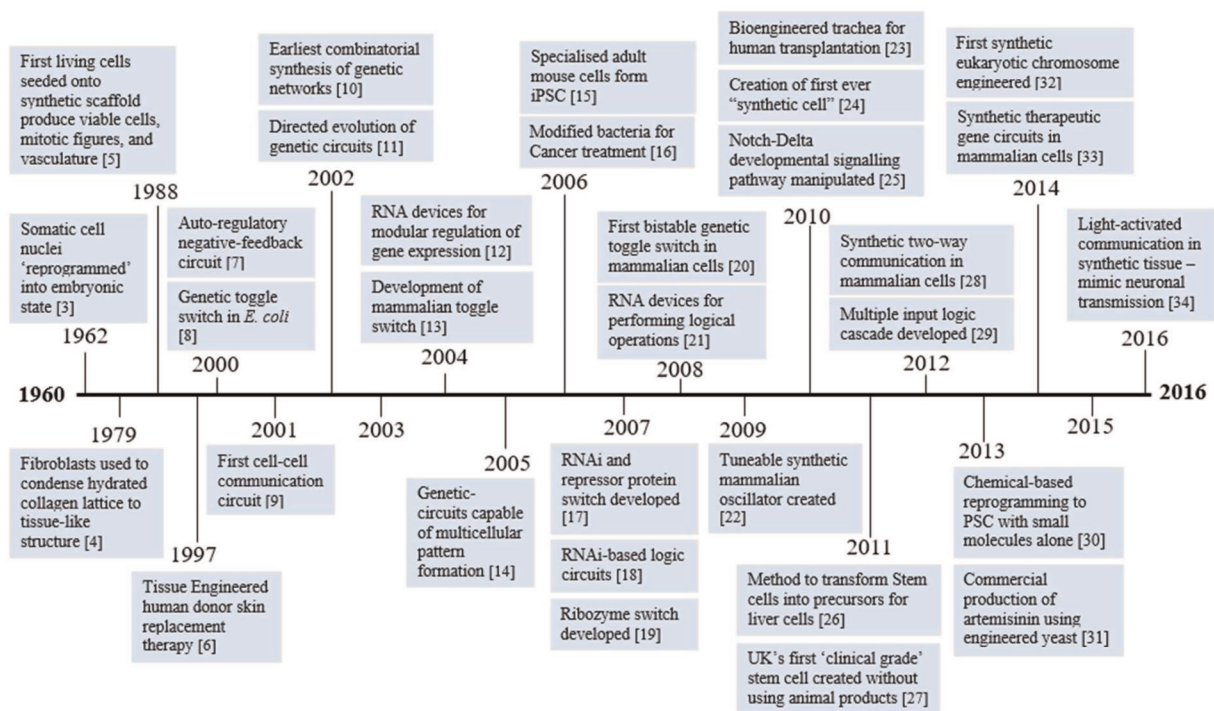 First living cells
seeded onto
synthetic scaffold
produce viable cells,
mitotic figures, and
vasculature [5]
1988
Somatic cell
nuclei
‘reprogrammed’
into embryonic
state [3]
1962
Auto-regulatory
negative-feedback
circuit [7]
Genetic toggle
switch in E. coli
[8]
2000
Earliest combinatorial
synthesis of genetic
networks [10]
Directed evolution of
genetic circuits [11]
2002
RNA devices for
modular regulation of
gene expression [12]
Development of
mammalian toggle
switch [13]
2004
Specialised adult
mouse cells form
iPSC [15]
Modified bacteria for
Cancer treatment [16]
2006
First bistable genetic
toggle switch in
mammalian cells [20]
RNA devices for
performing logical
operations [21]
2008
Bioengineered trachea for
human transplantation [23]
Creation of first ever
“synthetic cell” [24]
Notch-Delta
developmental signalling
pathway manipulated [25]
2010
Synthetic two-way
communication in
mammalian cells [28]
Multiple input logic
cascade developed [29]
2012
First synthetic
eukaryotic chromosome
engineered [32]
Synthetic therapeutic
gene circuits in
mammalian cells [33]
2014
Light-activated
communication in
synthetic tissue –
mimic neuronal
transmission [34]
2016
1960
2016
1979
Fibroblasts used to
condense hydrated
collagen lattice to
tissue-like
structure [4]
1997
Tissue Engineered
human donor skin
replacement
therapy [6]
2001
First cell-cell
communication
circuit [9]
2003
2005
Genetic-
circuits capable
of multicellular
pattern
formation [14]
2007
RNAi and
repressor protein
switch developed
[17]
RNAi-based logic
circuits [18]
Ribozyme switch
developed [19]
2009
Tuneable synthetic
mammalian
oscillator created
[22]
2011
Method to transform Stem
cells into precursors for
liver cells [26]
UK’s first ‘clinical grade’
stem cell created without
using animal products [27]
2013
Chemical-based
reprogramming to
PSC with small
molecules alone [30]
Commercial
production of
artemisinin using
engineered yeast [31]
2015